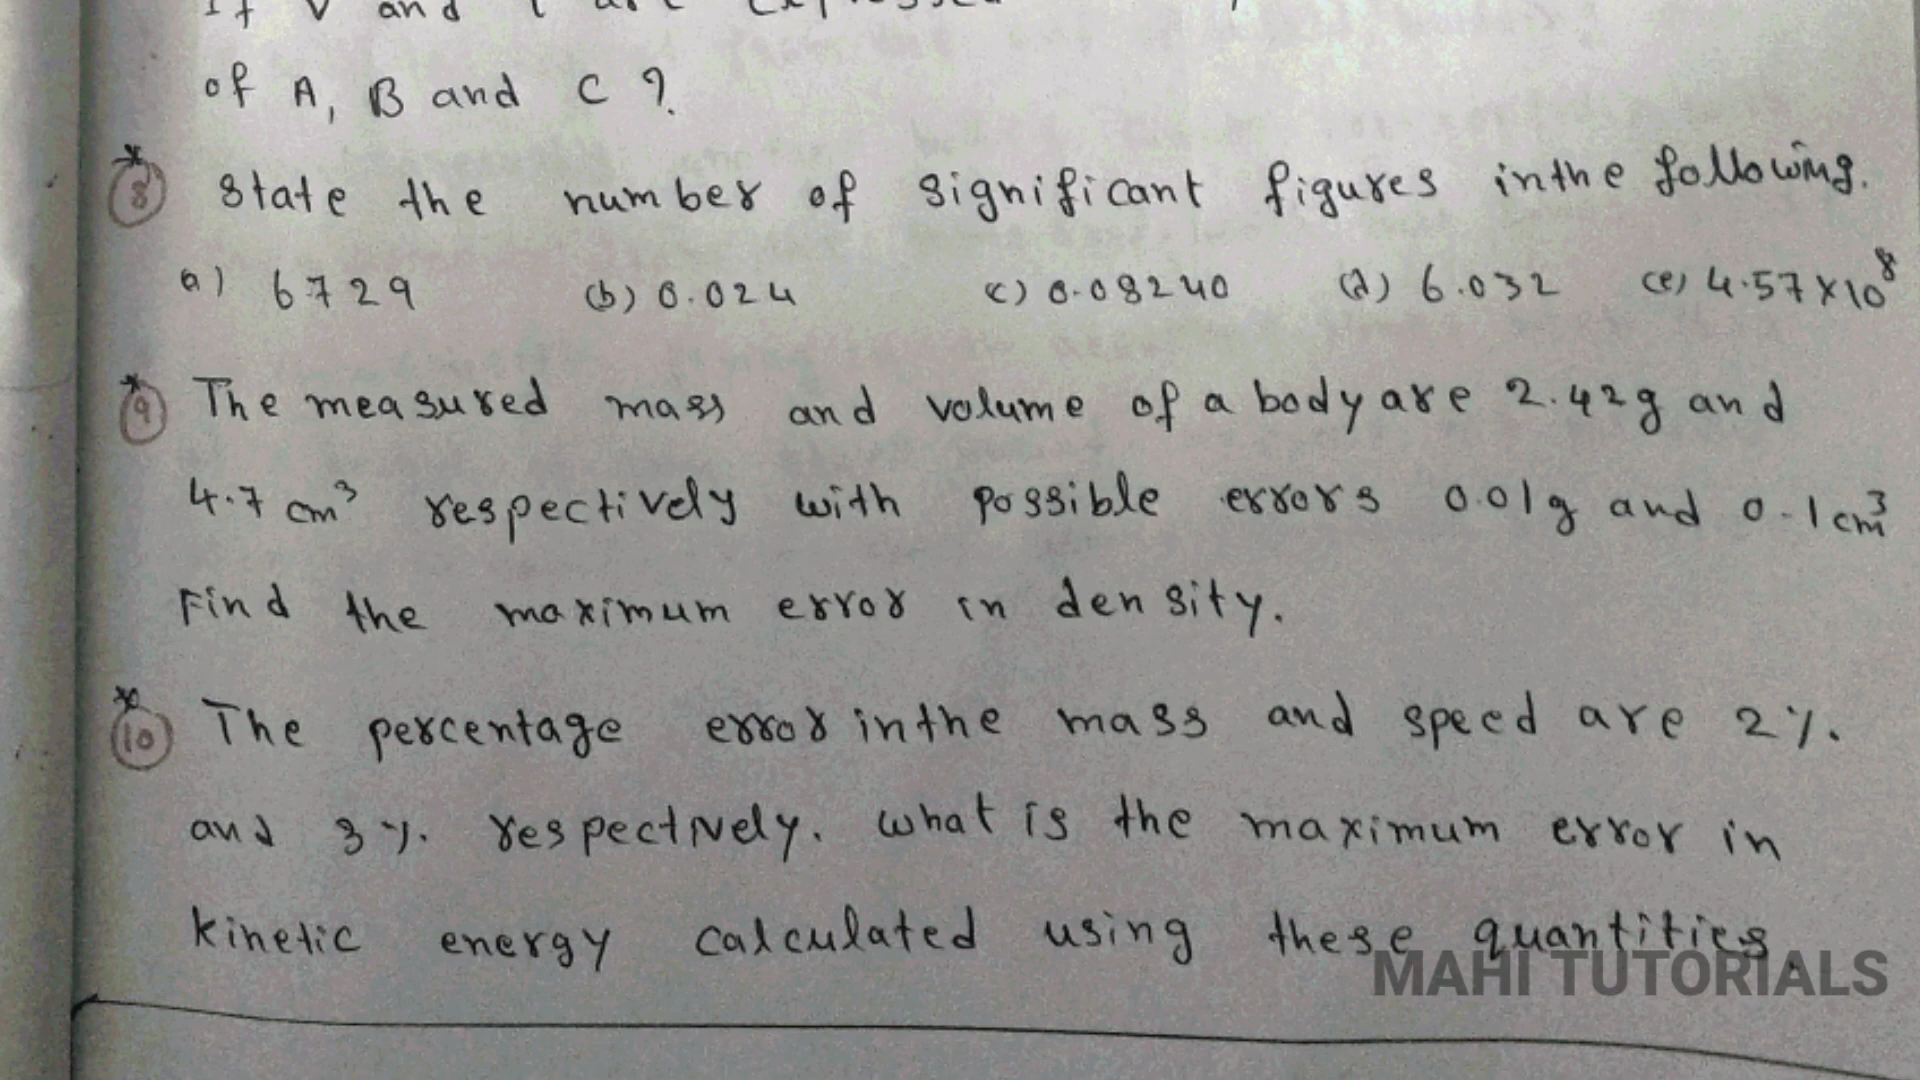 of A, B and C ?
8 State the number of significant figures in the following.
a) 6729 (b) 0.024 (c) 0.08240 (d) 6.032 (e) 4.57 x 10⁸
9 The measured mass and volume of a body are 2.42g and
4.7 cm³ respectively with possible errors 0.01g and 0.1 cm³
Find the maximum error in density.
10 The percentage error in the mass and speed are 2%.
and 3%. respectively. What is the maximum error in
kinetic energy calculated using these quantities.
MAHI TUTORIALS